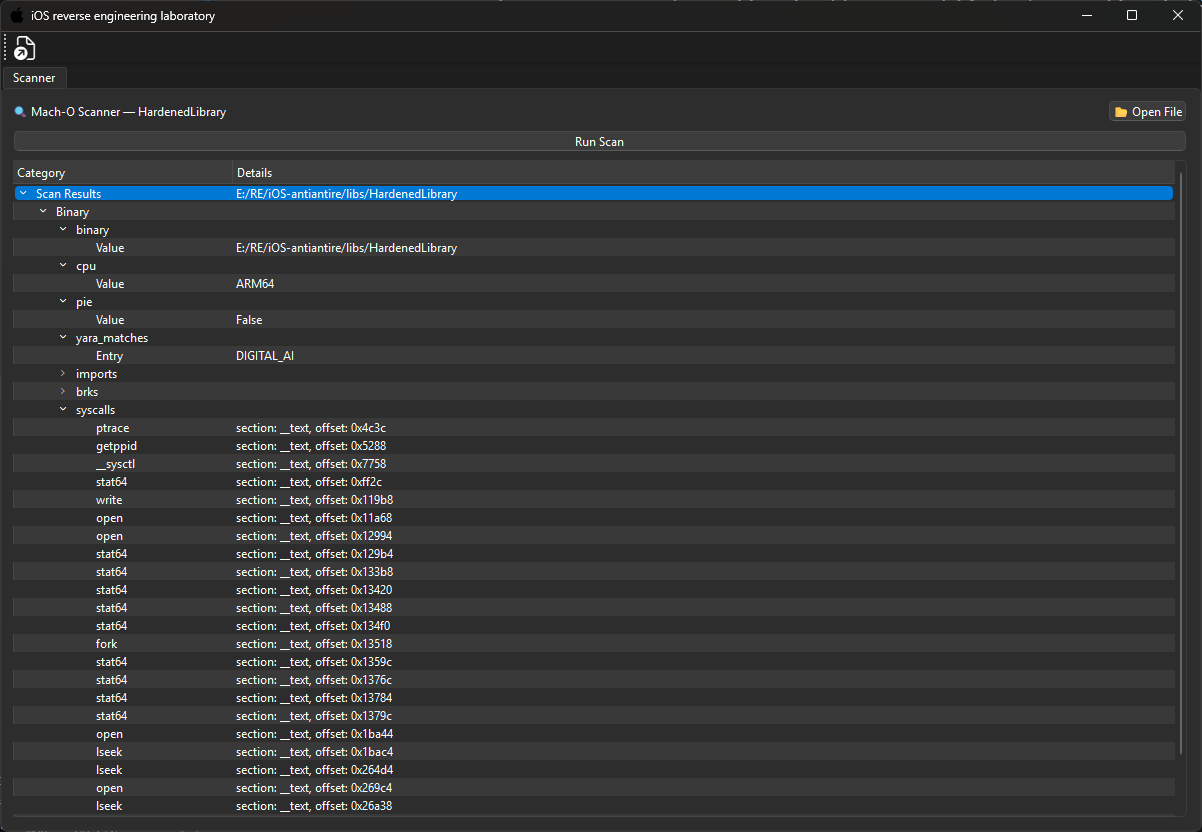 iOS reverse engineering laboratory
Scanner
Mach-O Scanner — HardenedLibrary
Open File
Run Scan
Category Details
Scan Results E:/RE/iOS-antiantire/libs/HardenedLibrary
Binary
binary
Value E:/RE/iOS-antiantire/libs/HardenedLibrary
cpu
Value ARM64
pie
Value False
yara_matches
Entry DIGITAL_AI
imports
brks
syscalls
ptrace section: __text, offset: 0x4c3c
getppid section: __text, offset: 0x5288
__sysctl section: __text, offset: 0x7758
stat64 section: __text, offset: 0xff2c
write section: __text, offset: 0x119b8
open section: __text, offset: 0x11a68
open section: __text, offset: 0x12994
stat64 section: __text, offset: 0x129b4
stat64 section: __text, offset: 0x133b8
stat64 section: __text, offset: 0x13420
stat64 section: __text, offset: 0x13488
stat64 section: __text, offset: 0x134f0
fork section: __text, offset: 0x13518
stat64 section: __text, offset: 0x1359c
stat64 section: __text, offset: 0x1376c
stat64 section: __text, offset: 0x13784
stat64 section: __text, offset: 0x1379c
open section: __text, offset: 0x1ba44
lseek section: __text, offset: 0x1bac4
lseek section: __text, offset: 0x264d4
open section: __text, offset: 0x269c4
lseek section: __text, offset: 0x26a38